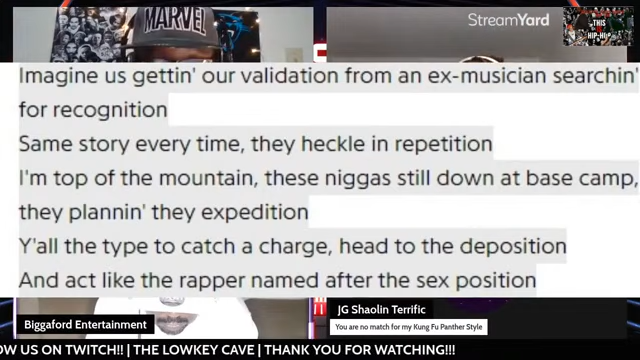 MARVEL
StreamYard
THIS
HIP-HOP
Imagine us gettin' our validation from an ex-musician searchin'
for recognition
Same story every time, they heckle in repetition
I'm top of the mountain, these niggas still down at base camp,
they plannin' they expedition
Y'all the type to catch a charge, head to the deposition
And act like the rapper named after the sex position
Biggaford Entertainment
JG Shaolin Terrific
You are no match for my Kung Fu Panther Style
OW US ON TWITCH!! | THE LOWKEY CAVE | THANK YOU FOR WATCHING!!!